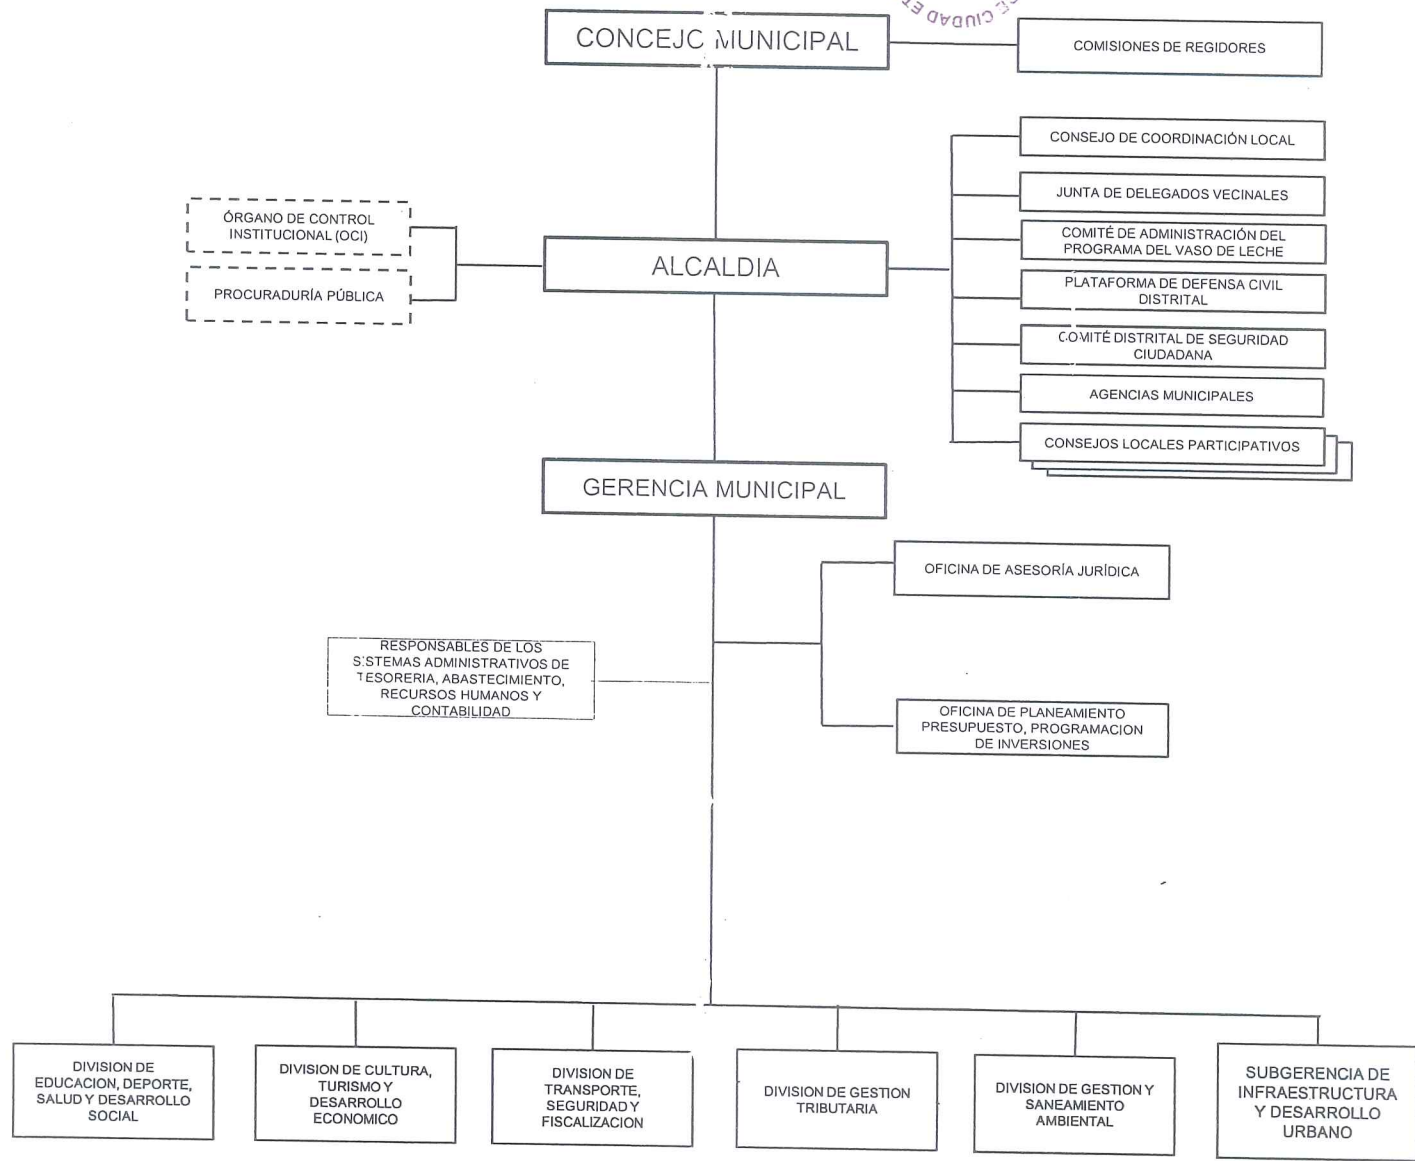 CIUDAD
CONCEJO MUNICIPAL
COMISIONES DE REGIDORES
CONSEJO DE COORDINACIÓN LOCAL
JUNTA DE DELEGADOS VECINALES
ÓRGANO DE CONTROL
INSTITUCIONAL (OCI)
COMITÉ DE ADMINISTRACIÓN DEL
PROGRAMA DEL VASO DE LECHE
ALCALDIA
PROCURADURÍA PÚBLICA
PLATAFORMA DE DEFENSA CIVIL
DISTRITAL
COMITÉ DISTRITAL DE SEGURIDAD
CIUDADANA
AGENCIAS MUNICIPALES
CONSEJOS LOCALES PARTICIPATIVOS
GERENCIA MUNICIPAL
OFICINA DE ASESORÍA JURÍDICA
RESPONSABLES DE LOS
SISTEMAS ADMINISTRATIVOS DE
TESORERIA, ABASTECIMIENTO,
RECURSOS HUMANOS Y
CONTABILIDAD
OFICINA DE PLANEAMIENTO
PRESUPUESTO, PROGRAMACION
DE INVERSIONES
DIVISION DE
EDUCACION, DEPORTE,
SALUD Y DESARROLLO
SOCIAL
DIVISION DE CULTURA,
TURISMO Y
DESARROLLO
ECONOMICO
DIVISION DE
TRANSPORTE,
SEGURIDAD Y
FISCALIZACION
DIVISION DE GESTION
TRIBUTARIA
DIVISION DE GESTION Y
SANEAMIENTO
AMBIENTAL
SUBGERENCIA DE
INFRAESTRUCTURA
Y DESARROLLO
URBANO